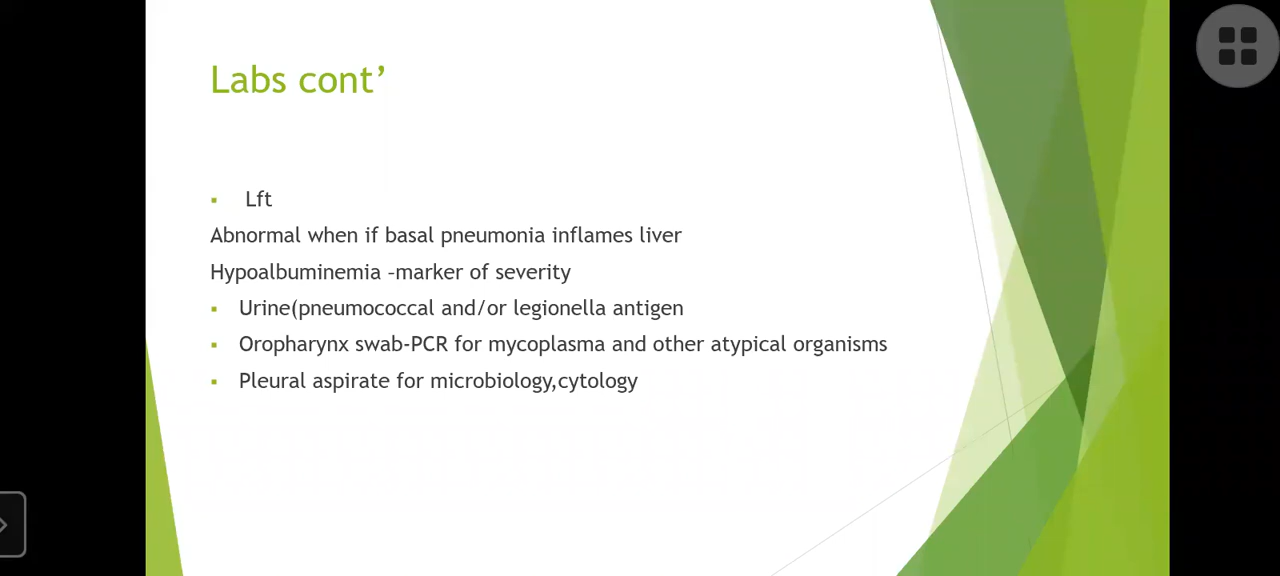 Labs cont’
▪ Lft
Abnormal when if basal pneumonia inflames liver
Hypoalbuminemia –marker of severity
▪ Urine(pneumococcal and/or legionella antigen
▪ Oropharynx swab-PCR for mycoplasma and other atypical organisms
▪ Pleural aspirate for microbiology,cytology